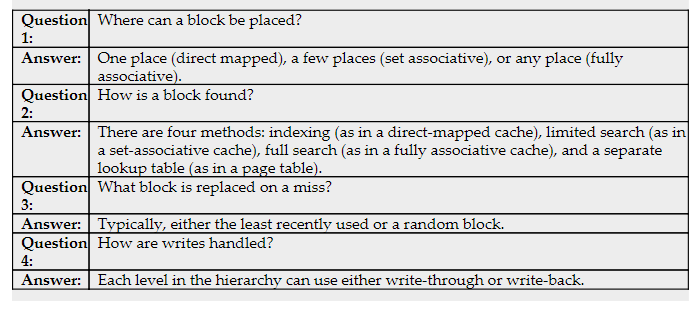 Question Where can a block be placed?
1:
Answer: One place (direct mapped), a few places (set associative), or any place (fully
associative).
Question How is a block found?
2:
Answer: There are four methods: indexing (as in a direct-mapped cache), limited search (as in
a set-associative cache), full search (as in a fully associative cache), and a separate
lookup table (as in a page table).
Question What block is replaced on a miss?
3:
Answer: Typically, either the least recently used or a random block.
Question How are writes handled?
4:
Answer: Each level in the hierarchy can use either write-through or write-back.